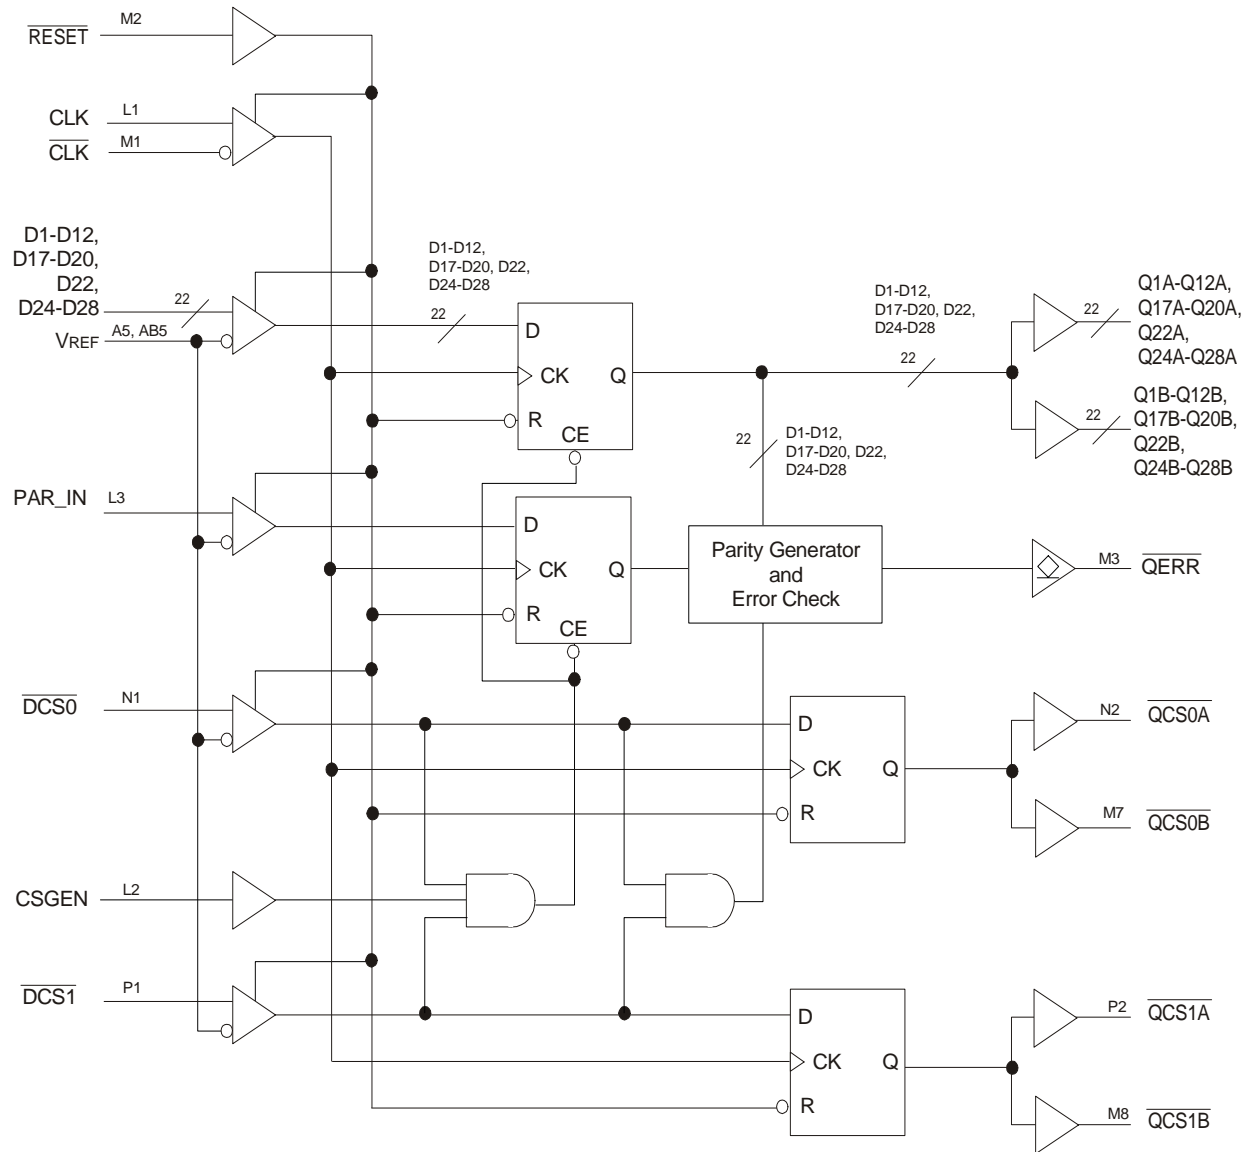 RESET
M2
CLK
L1
CLK
M1
D1-D12,
D17-D20,
D22,
D24-D28
22
VREF
A5, AB5
D1-D12,
D17-D20, D22,
D24-D28
22
D
CK
Q
R
CE
D1-D12,
D17-D20, D22,
D24-D28
22
22
Q1A-Q12A,
Q17A-Q20A,
Q22A,
Q24A-Q28A
22
Q1B-Q12B,
Q17B-Q20B,
Q22B,
Q24B-Q28B
22
D1-D12,
D17-D20, D22,
D24-D28
PAR_IN
L3
D
CK
Q
R
CE
Parity Generator
and
Error Check
M3
QERR
DCS0
N1
D
CK
Q
R
N2
QCS0A
M7
QCS0B
CSGEN
L2
DCS1
P1
D
CK
Q
R
P2
QCS1A
M8
QCS1B